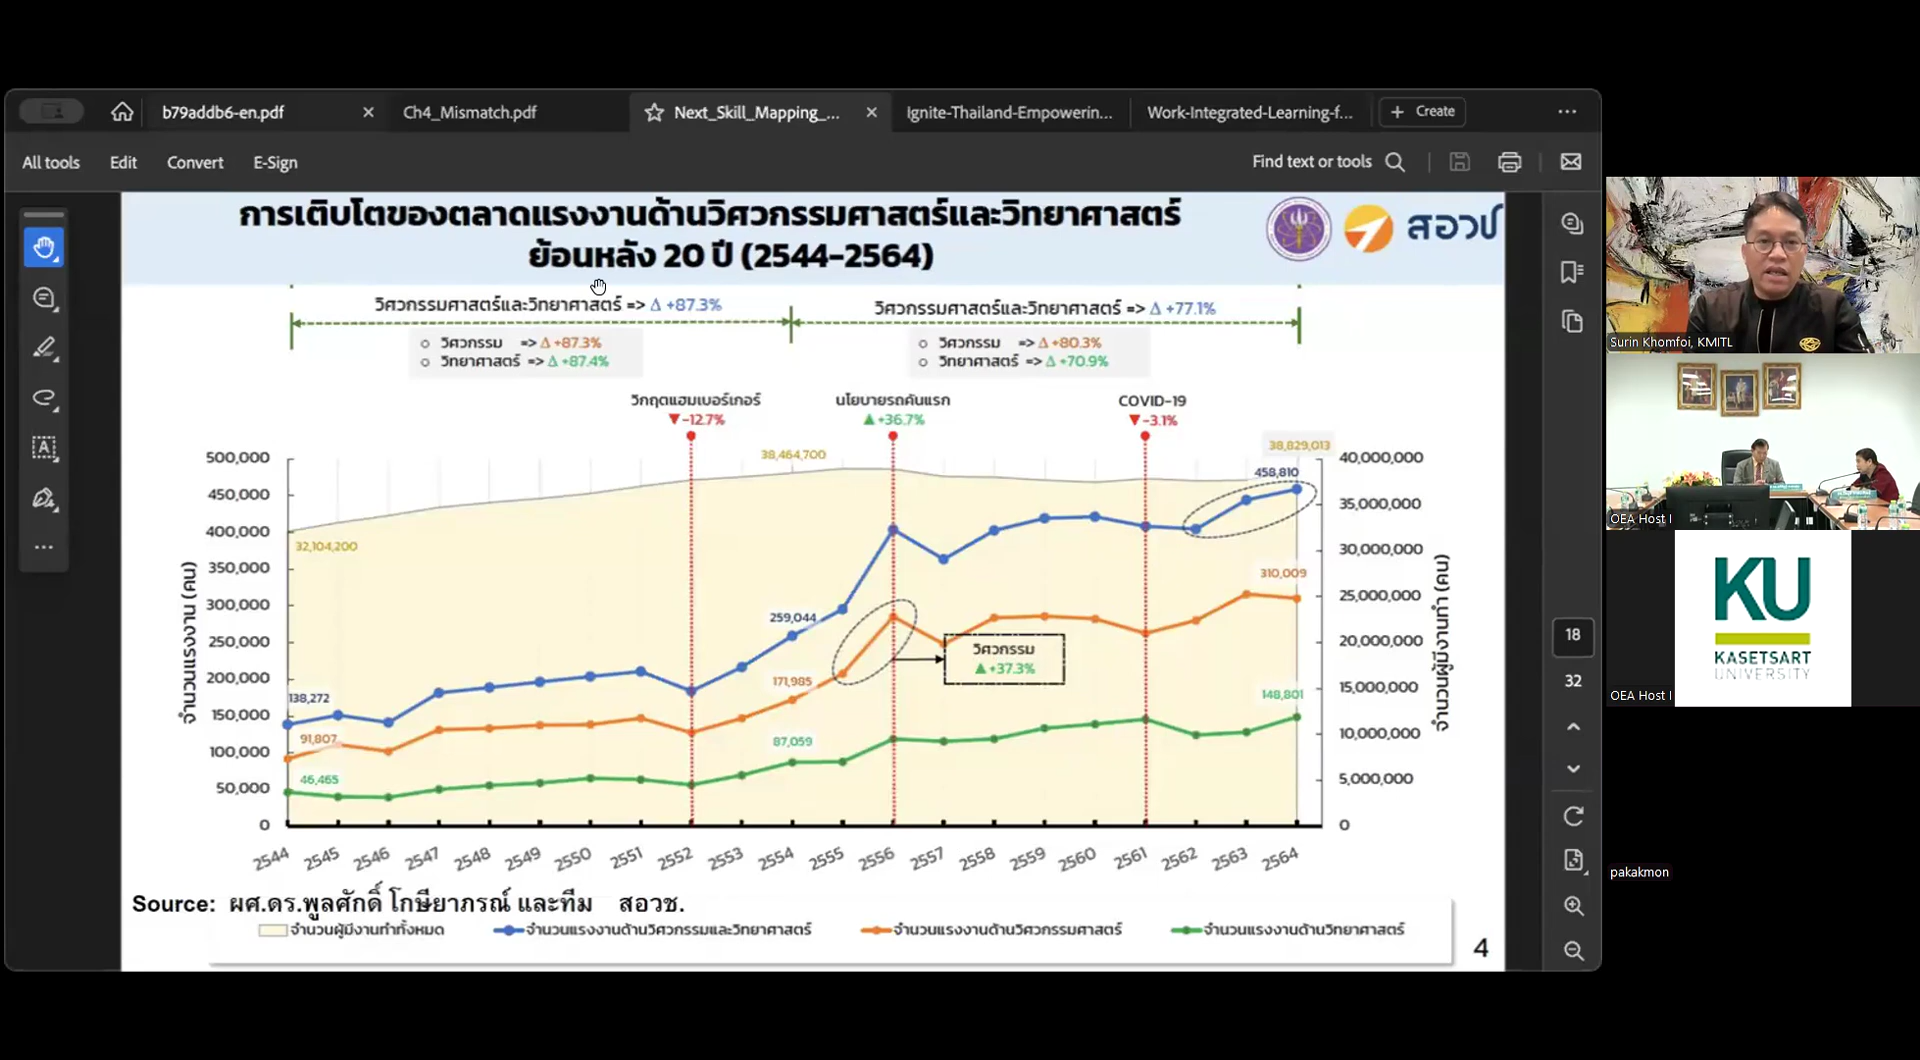 b79addb6-en.pdf
Ch4_Mismatch.pdf
Next_Skill_Mapping_...
Ignite-Thailand-Empowerin...
Work-Integrated-Learning-f...
Create
All tools
Edit
Convert
E-Sign
Find text or tools
การเติบโตของตลาดแรงงานด้านวิศวกรรมศาสตร์และวิทยาศาสตร์
ย้อนหลัง 20 ปี (2544-2564)
สอวช
วิศวกรรมศาสตร์และวิทยาศาสตร์ => Δ +87.3%
วิศวกรรมศาสตร์และวิทยาศาสตร์ => Δ +77.1%
วิศวกรรม => Δ +87.3%
วิทยาศาสตร์ => Δ +87.4%
วิศวกรรม => Δ +80.3%
วิทยาศาสตร์ => Δ +70.9%
วิกฤตแฮมเบอร์เกอร์
▼-12.7%
นโยบายรถคันแรก
▲+36.7%
COVID-19
▼-3.1%
38,464,700
38,829,013
458,810
32,104,200
310,009
259,044
วิศวกรรม
▲+37.3%
171,985
148,801
138,272
91,807
87,059
46,465
จำนวนแรงงาน (คน)
500,000
450,000
400,000
350,000
300,000
250,000
200,000
150,000
100,000
50,000
0
40,000,000
35,000,000
30,000,000
25,000,000
20,000,000
15,000,000
10,000,000
5,000,000
0
จำนวนผู้มีงานทำ (คน)
2544 2545 2546 2547 2548 2549 2550 2551 2552 2553 2554 2555 2556 2557 2558 2559 2560 2561 2562 2563 2564
Source: ผศ.ดร.พูลศักดิ์ โกษียาภรณ์ และทีม สอวช.
จำนวนผู้มีงานทำทั้งหมด
จำนวนแรงงานด้านวิศวกรรมและวิทยาศาสตร์
จำนวนแรงงานด้านวิศวกรรมศาสตร์
จำนวนแรงงานด้านวิทยาศาสตร์
4
18
32
Surin Khomfoi, KMITL
OEA Host I
KU
KASETSART
UNIVERSITY
OEA Host I
pakakmon